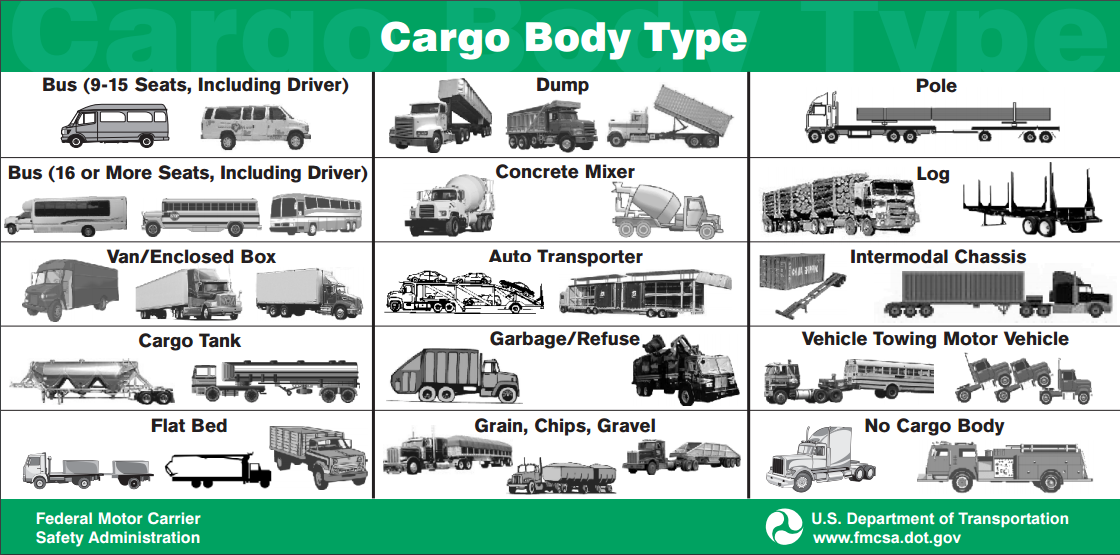 Cargo Body Type
Bus (9-15 Seats, Including Driver)
Dump
Pole
Bus (16 or More Seats, Including Driver)
Concrete Mixer
Log
Van/Enclosed Box
Auto Transporter
Intermodal Chassis
Cargo Tank
Garbage/Refuse
Vehicle Towing Motor Vehicle
Flat Bed
Grain, Chips, Gravel
No Cargo Body
Federal Motor Carrier
Safety Administration
U.S. Department of Transportation
www.fmcsa.dot.gov